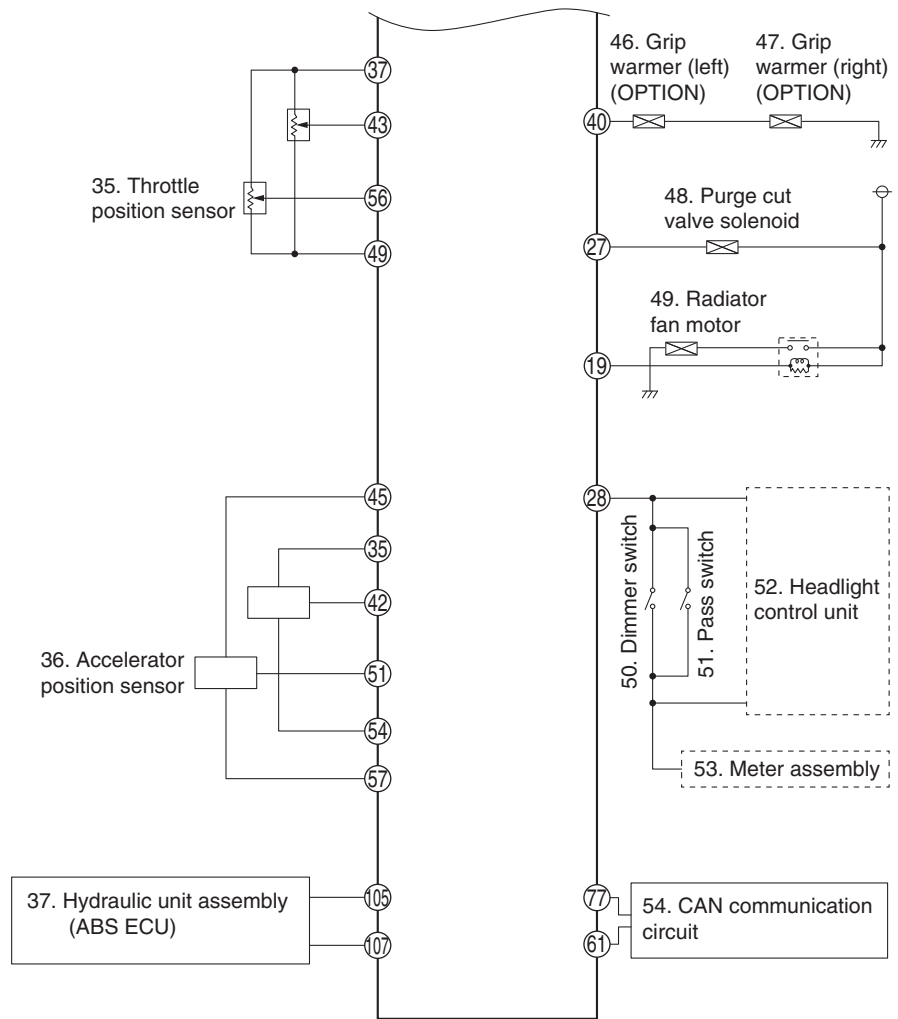 37
43
35. Throttle
position sensor
56
49
45
35
42
36. Accelerator
position sensor
51
54
57
37. Hydraulic unit assembly
(ABS ECU)
105
107
46. Grip
warmer (left)
(OPTION)
47. Grip
warmer (right)
(OPTION)
40
48. Purge cut
valve solenoid
27
49. Radiator
fan motor
19
28
50. Dimmer switch
51. Pass switch
52. Headlight
control unit
53. Meter assembly
77
61
54. CAN communication
circuit